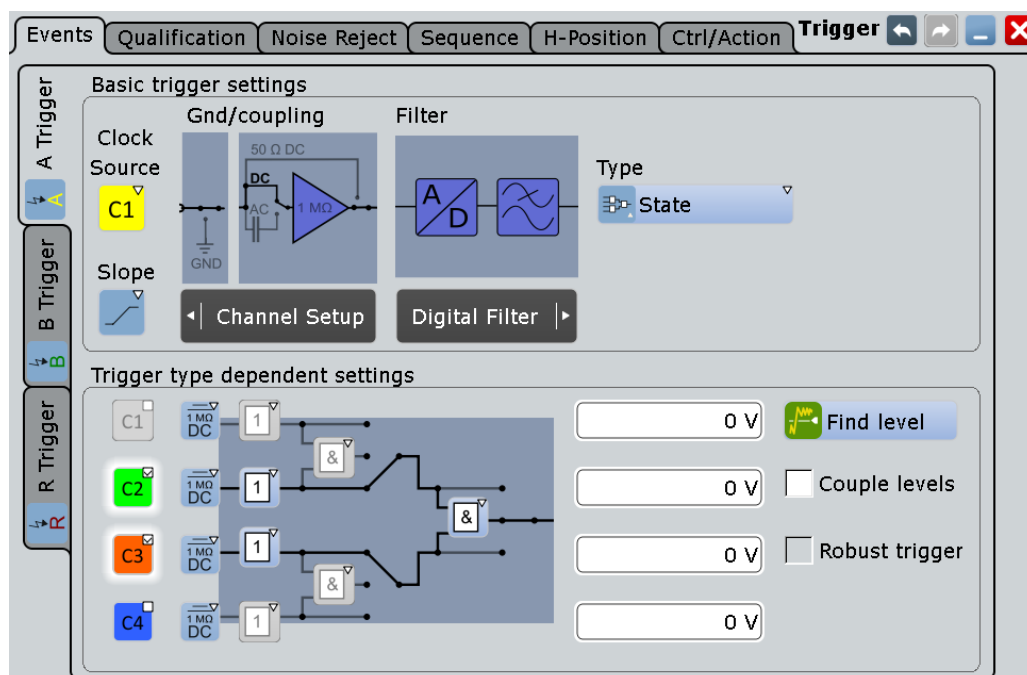 Events Qualification Noise Reject Sequence H-Position Ctrl/Action Trigger
A Trigger
A
B Trigger
B
R Trigger
R
Basic trigger settings
Gnd/coupling Filter
Clock
Source
C1
50 Ω DC
DC
AC
1 MΩ
GND
A
D
Type
State
Slope
Channel Setup Digital Filter
Trigger type dependent settings
C1 1 MΩ DC 1 0 V Find level
&
C2 1 MΩ DC 1 0 V Couple levels
&
C3 1 MΩ DC 1 0 V Robust trigger
&
C4 1 MΩ DC 1 0 V